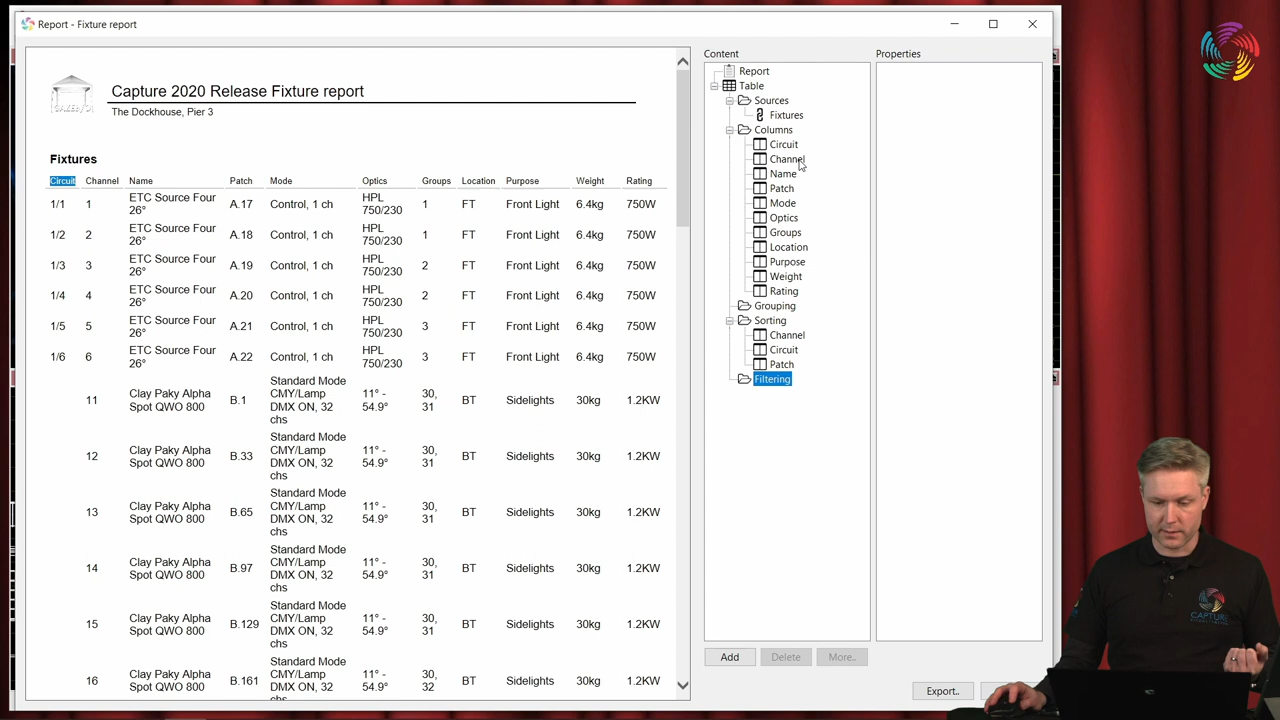 Report - Fixture report
Capture 2020 Release Fixture report
The Dockhouse, Pier 3
Fixtures
Circuit Channel Name Patch Mode Optics Groups Location Purpose Weight Rating
1/1 1 ETC Source Four 26° A.17 Control, 1 ch HPL 750/230 1 FT Front Light 6.4kg 750W
1/2 2 ETC Source Four 26° A.18 Control, 1 ch HPL 750/230 1 FT Front Light 6.4kg 750W
1/3 3 ETC Source Four 26° A.19 Control, 1 ch HPL 750/230 2 FT Front Light 6.4kg 750W
1/4 4 ETC Source Four 26° A.20 Control, 1 ch HPL 750/230 2 FT Front Light 6.4kg 750W
1/5 5 ETC Source Four 26° A.21 Control, 1 ch HPL 750/230 3 FT Front Light 6.4kg 750W
1/6 6 ETC Source Four 26° A.22 Control, 1 ch HPL 750/230 3 FT Front Light 6.4kg 750W
11 Clay Paky Alpha Spot QWO 800 B.1 Standard Mode CMY/Lamp DMX ON, 32 chs 11° - 54.9° 30, 31 BT Sidelights 30kg 1.2KW
12 Clay Paky Alpha Spot QWO 800 B.33 Standard Mode CMY/Lamp DMX ON, 32 chs 11° - 54.9° 30, 31 BT Sidelights 30kg 1.2KW
13 Clay Paky Alpha Spot QWO 800 B.65 Standard Mode CMY/Lamp DMX ON, 32 chs 11° - 54.9° 30, 31 BT Sidelights 30kg 1.2KW
14 Clay Paky Alpha Spot QWO 800 B.97 Standard Mode CMY/Lamp DMX ON, 32 chs 11° - 54.9° 30, 31 BT Sidelights 30kg 1.2KW
15 Clay Paky Alpha Spot QWO 800 B.129 Standard Mode CMY/Lamp DMX ON, 32 chs 11° - 54.9° 30, 31 BT Sidelights 30kg 1.2KW
16 Clay Paky Alpha Spot QWO 800 B.161 Standard Mode CMY/Lamp DMX ON, 32 chs 11° - 54.9° 30, 32 BT Sidelights 30kg 1.2KW
Content
Report
Table
Sources
Fixtures
Columns
Circuit
Channel
Name
Patch
Mode
Optics
Groups
Location
Purpose
Weight
Rating
Grouping
Sorting
Channel
Circuit
Patch
Filtering
Properties
Add Delete More..
Export..
CAPTURE